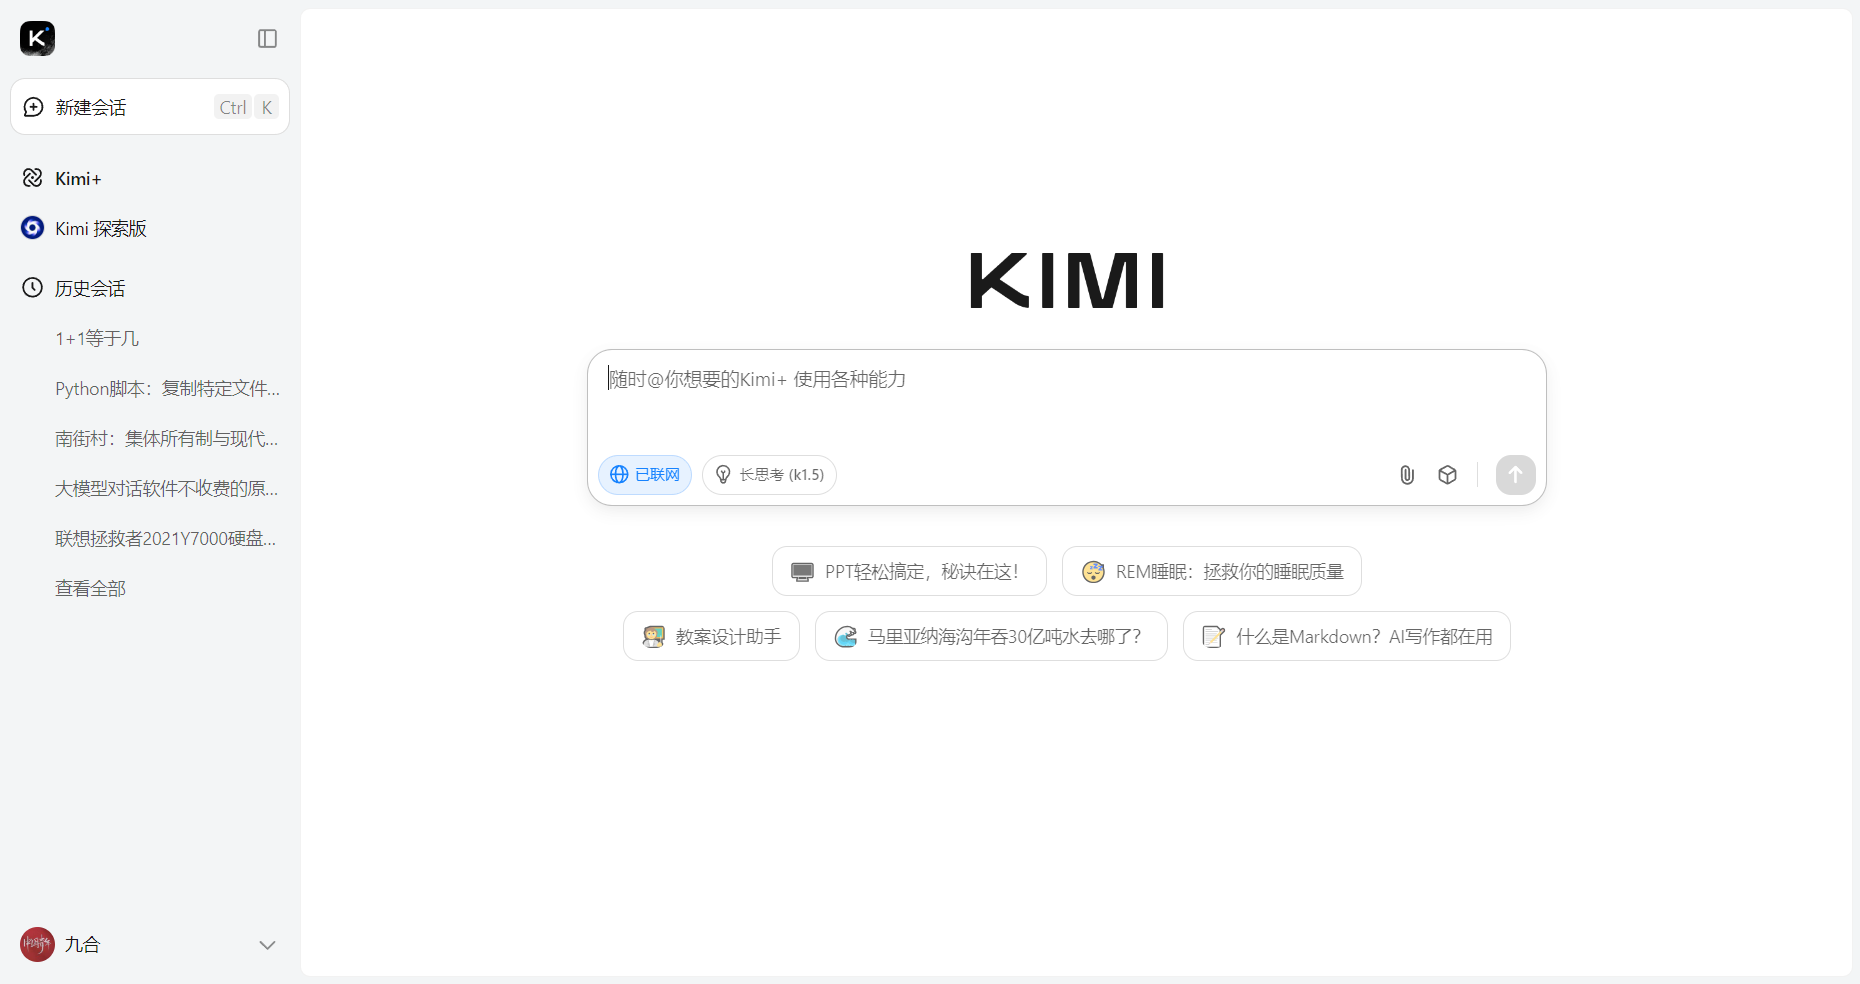 新建会话 Ctrl K
Kimi+
Kimi 探索版
历史会话
1+1等于几
Python脚本：复制特定文件...
南街村：集体所有制与现代...
大模型对话软件不收费的原...
联想拯救者2021Y7000硬盘...
查看全部
九合
KIMI
随时@你想要的Kimi+ 使用各种能力
已联网 长思考 (k1.5)
PPT轻松搞定，秘诀在这！ REM睡眠：拯救你的睡眠质量
教案设计助手 马里亚纳海沟年吞30亿吨水去哪了？ 什么是Markdown？AI写作都在用